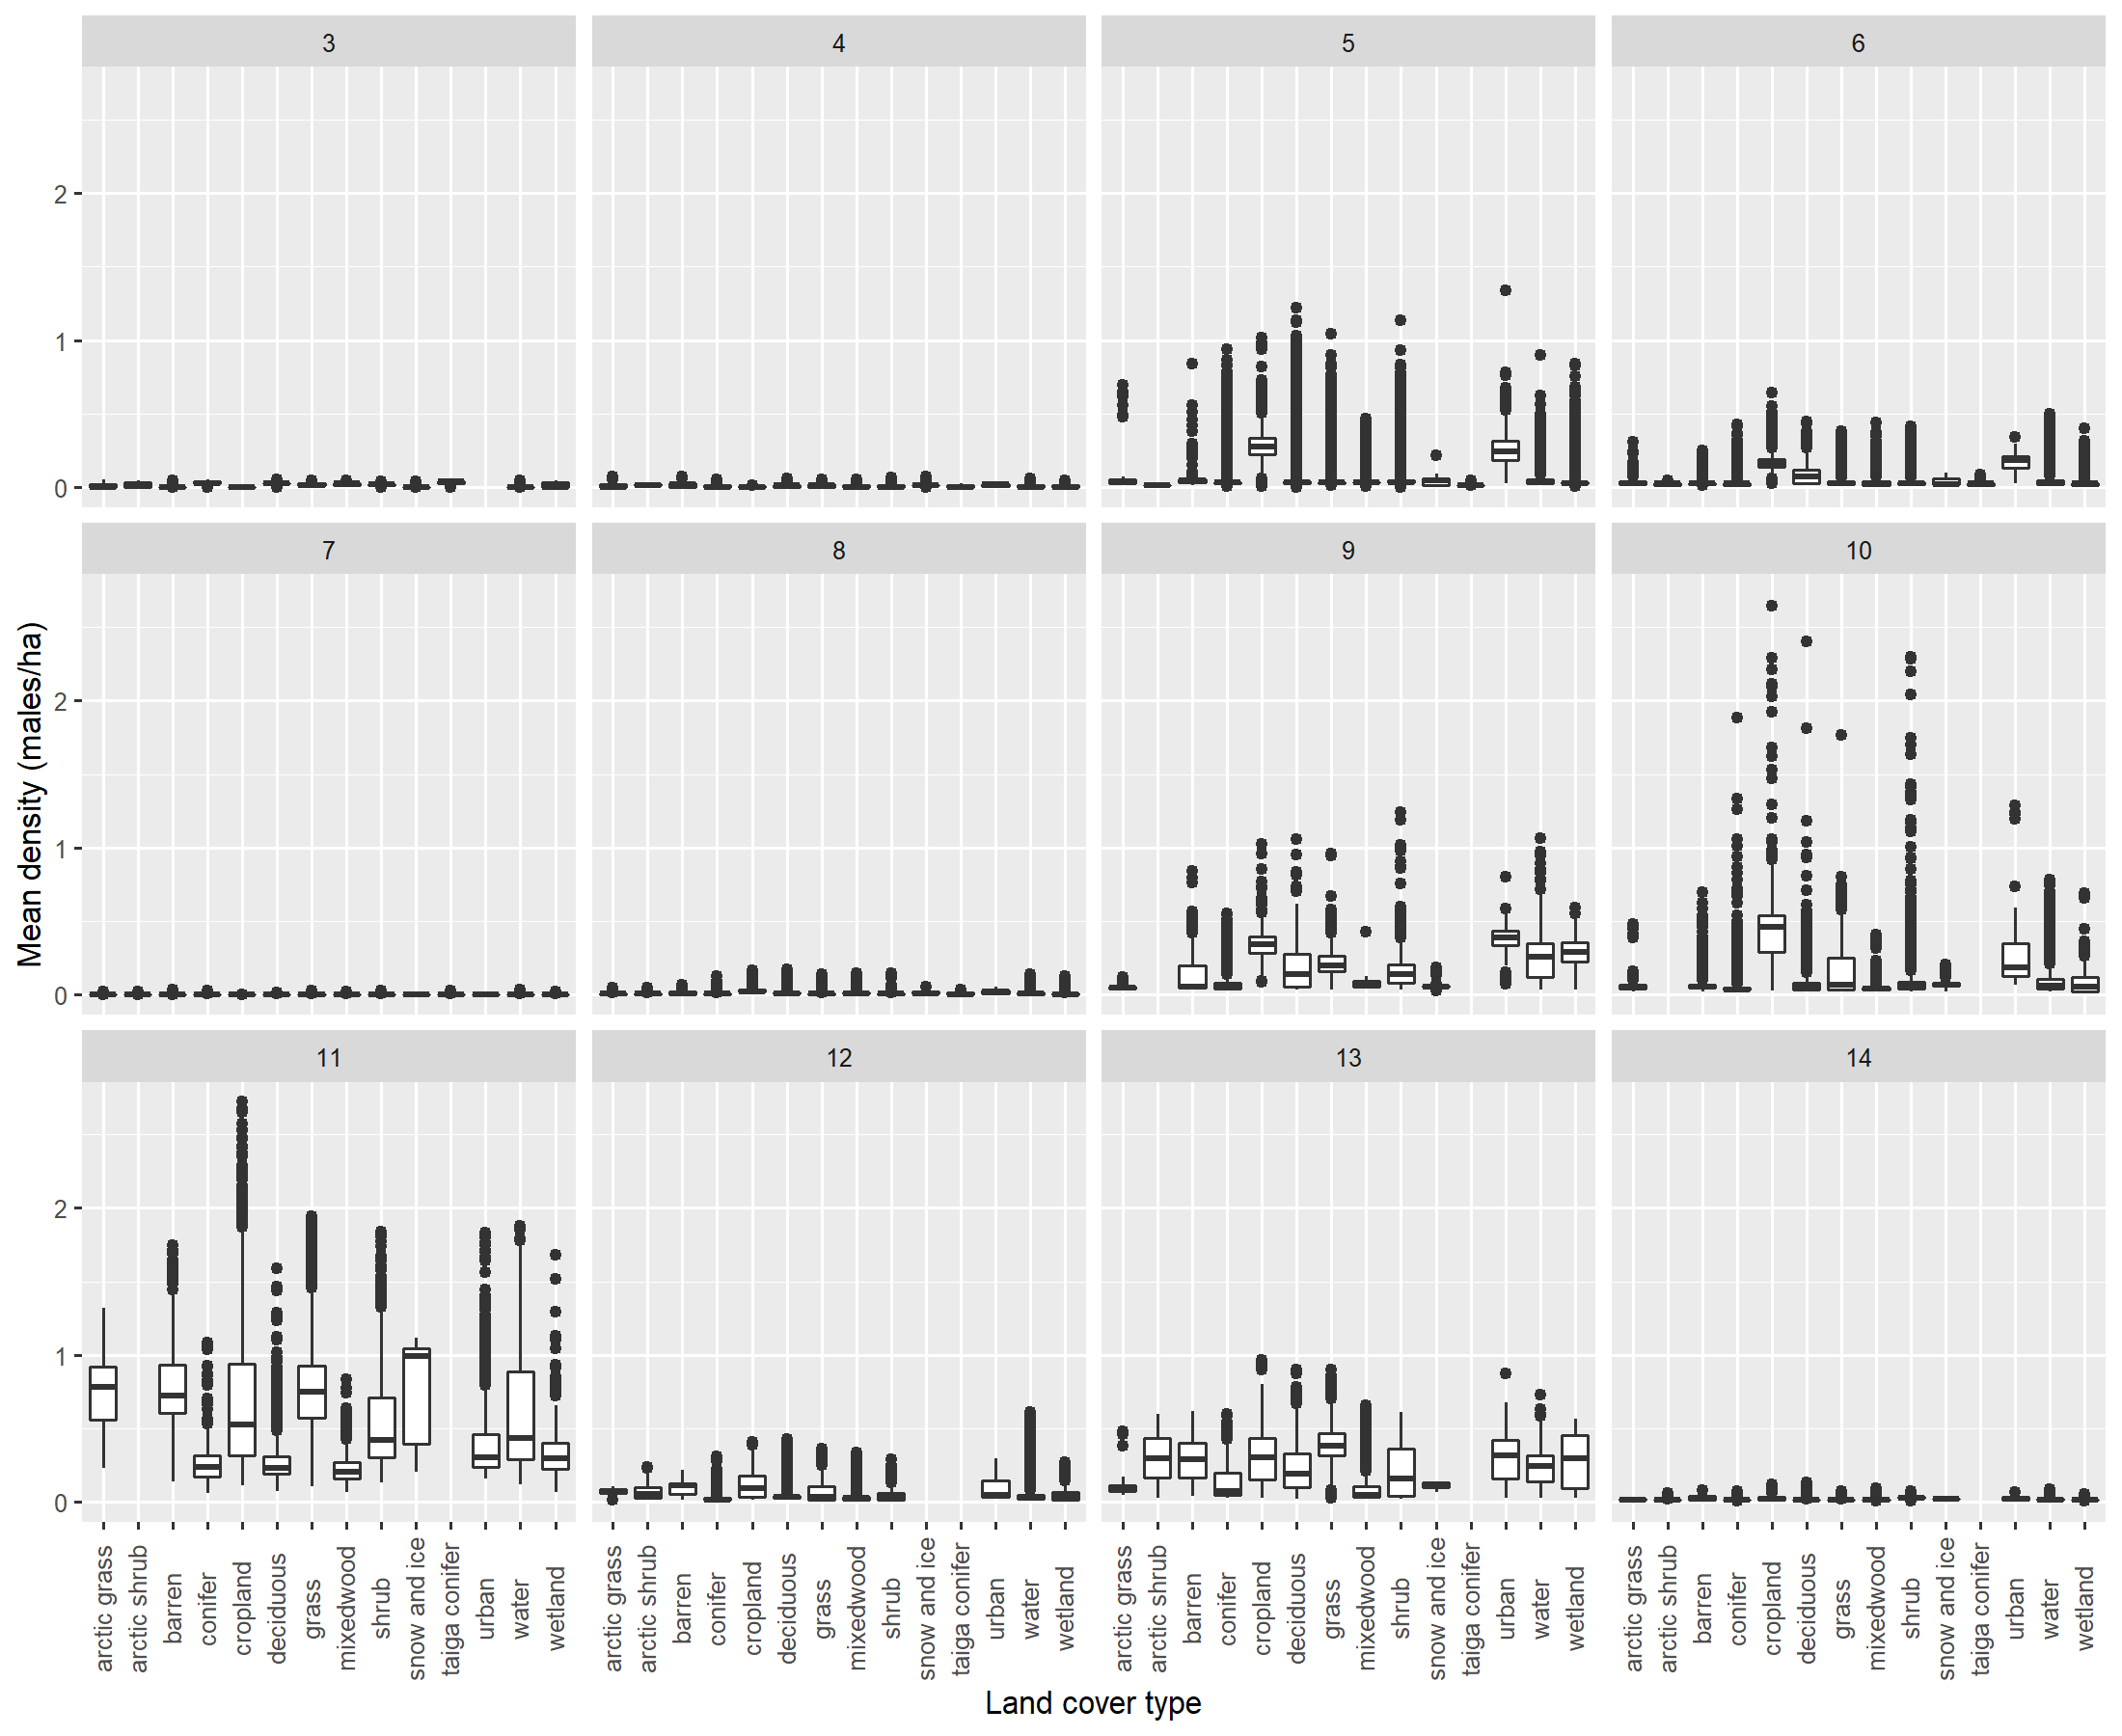 3 4 5 6
2
1
0
7 8 9 10
2
1
0
11 12 13 14
2
1
0
Mean density (males/ha)
arctic grass arctic shrub barren conifer cropland deciduous grass mixedwood shrub snow and ice taiga conifer urban water wetland
arctic grass arctic shrub barren conifer cropland deciduous grass mixedwood shrub snow and ice taiga conifer urban water wetland
arctic grass arctic shrub barren conifer cropland deciduous grass mixedwood shrub snow and ice taiga conifer urban water wetland
arctic grass arctic shrub barren conifer cropland deciduous grass mixedwood shrub snow and ice taiga conifer urban water wetland
Land cover type